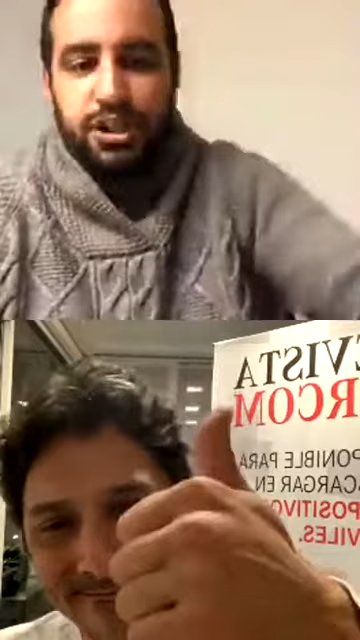 EVISTA
RCOM
PONIBLE PARA
SCARGAR EN
POSITIVO
VILES.